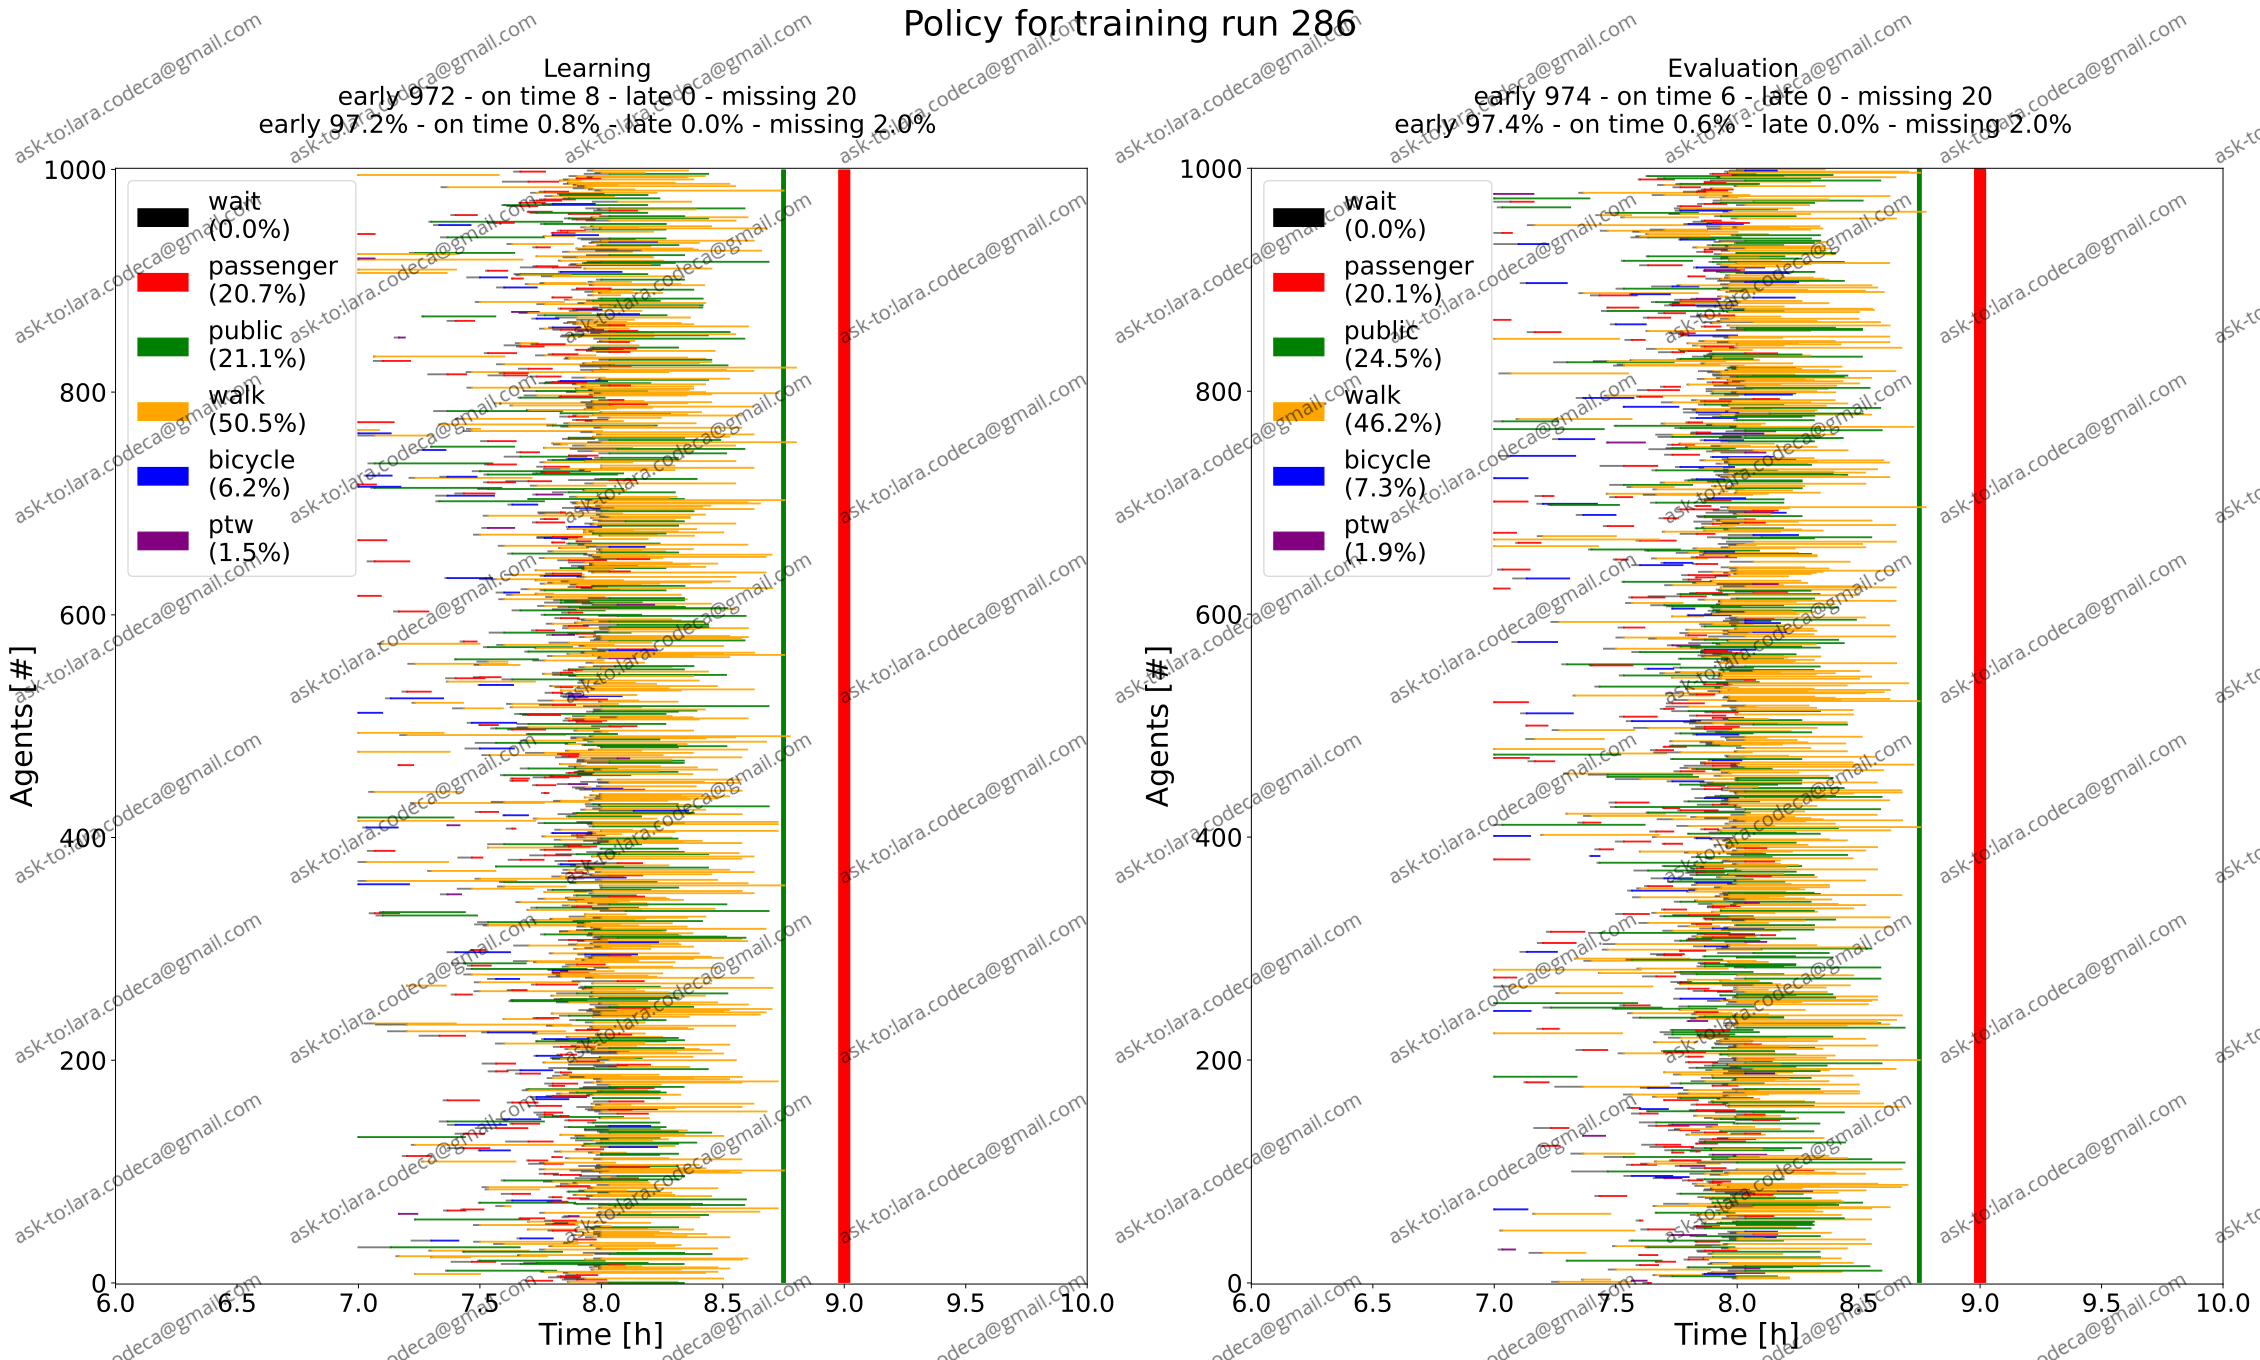 Policy for training run 286
Learning
early 972 - on time 8 - late 0 - missing 20
early 97.2% - on time 0.8% - late 0.0% - missing 2.0%
1000
800
600
400
200
0
Agents [#]
wait
(0.0%)
passenger
(20.7%)
public
(21.1%)
walk
(50.5%)
bicycle
(6.2%)
ptw
(1.5%)
6.0 6.5 7.0 7.5 8.0 8.5 9.0 9.5 10.0
Time [h]
Evaluation
early 974 - on time 6 - late 0 - missing 20
early 97.4% - on time 0.6% - late 0.0% - missing 2.0%
1000
800
600
400
200
0
Agents [#]
wait
(0.0%)
passenger
(20.1%)
public
(24.5%)
walk
(46.2%)
bicycle
(7.3%)
ptw
(1.9%)
6.0 6.5 7.0 7.5 8.0 8.5 9.0 9.5 10.0
Time [h]
ask-to:lara.codeca@gmail.com